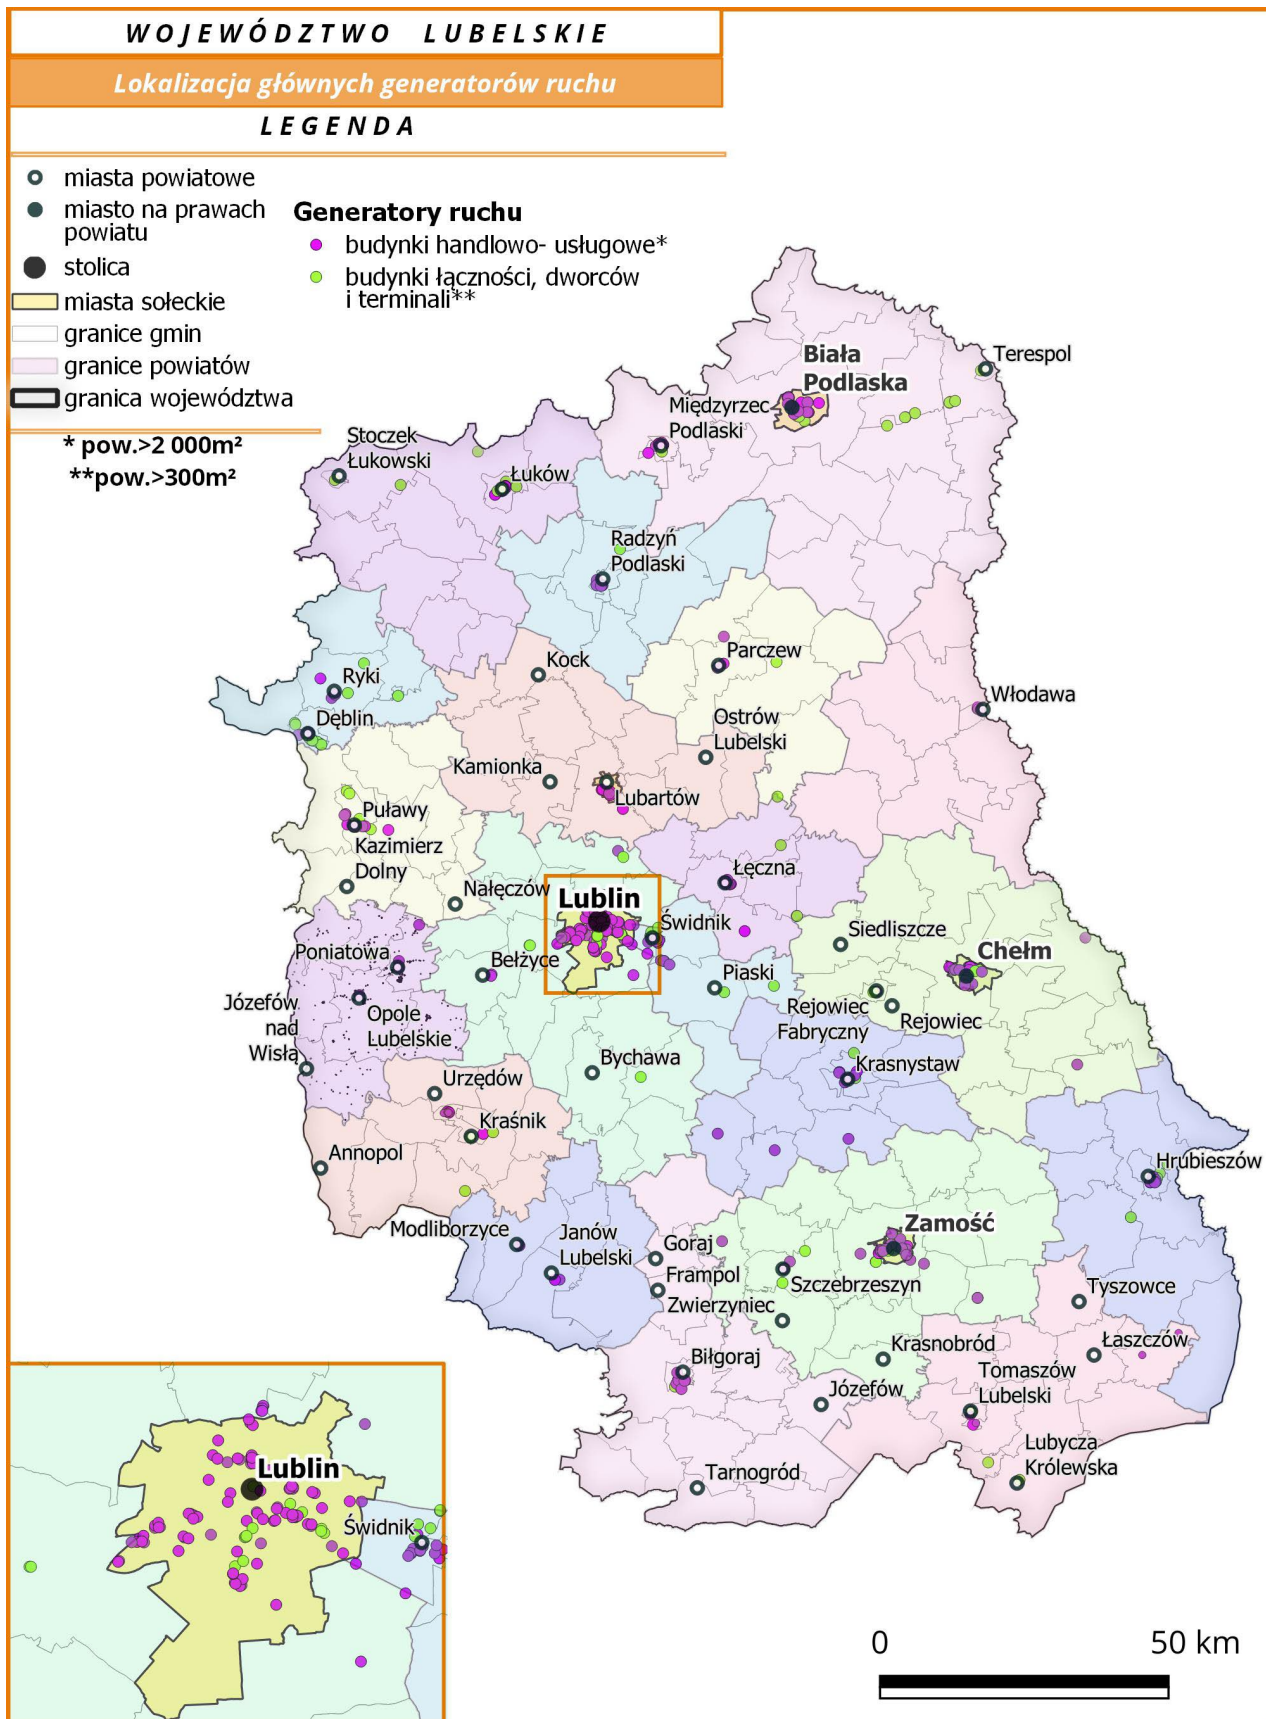 WOJEWÓDZTWO LUBELSKIE
Lokalizacja głównych generatorów ruchu
LEGENDA
miasta powiatowe
miasto na prawach
powiatu
stolica
miasta sołeckie
granice gmin
granice powiatów
granica województwa
* pow.>2 000m²
**pow.>300m²
Generatory ruchu
budynki handlowo- usługowe*
budynki łączności, dworców
i terminali**
Biała
Podlaska
Terespol
Międzyrzec
Podlaski
Stoczek
Łukowski
Łuków
Radzyń
Podlaski
Parczew
Kock
Ryki
Dęblin
Włodawa
Ostrów
Lubelski
Kamionka
Lubartów
Puławy
Kazimierz
Dolny
Nałęczów
Łęczna
Lublin
Świdnik
Siedliszcze
Chełm
Poniatowa
Bełżyce
Piaski
Rejowiec
Fabryczny
Rejowiec
Józefów
nad
Wisłą
Opole
Lubelskie
Bychawa
Krasnystaw
Urzędów
Kraśnik
Annopol
Hrubieszów
Modliborzyce
Janów
Lubelski
Goraj
Frampol
Zwierzyniec
Zamość
Szczebrzeszyn
Tyszowce
Krasnobród
Łaszczów
Tomaszów
Lubelski
Biłgoraj
Józefów
Lubycza
Królewska
Tarnogród
Lublin
Świdnik
0 50 km